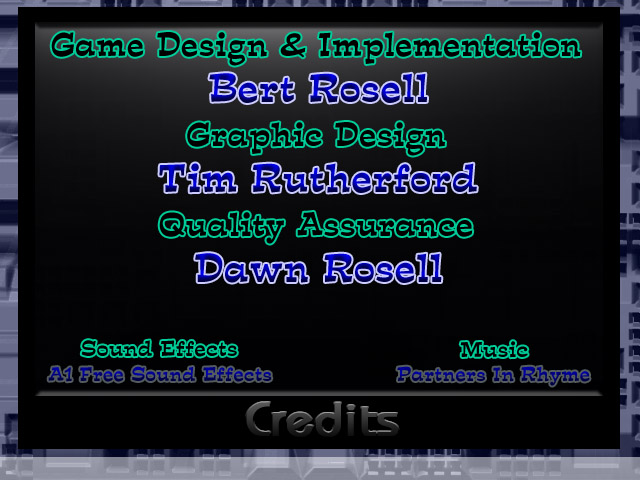 Game Design & Implementation
Bert Rosell
Graphic Design
Tim Rutherford
Quality Assurance
Dawn Rosell
Sound Effects
A1 Free Sound Effects
Music
Partners In Rhyme
Credits